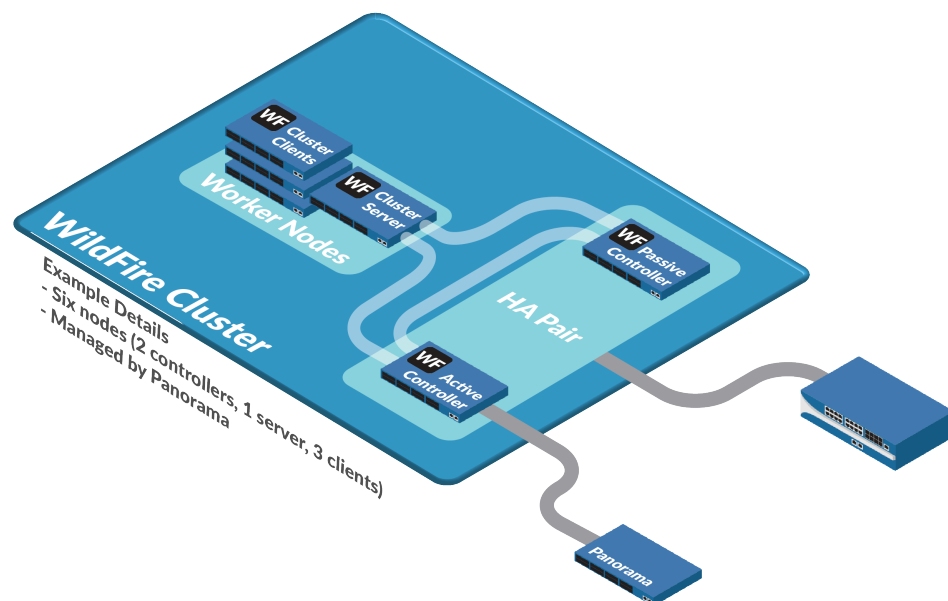 WF Cluster
Clients
WF Cluster
Server
Worker Nodes
WF Passive
Controller
HA Pair
WF Active
Controller
WildFire Cluster
Example Details
- Six nodes (2 controllers, 1 server, 3 clients)
- Managed by Panorama
Panorama